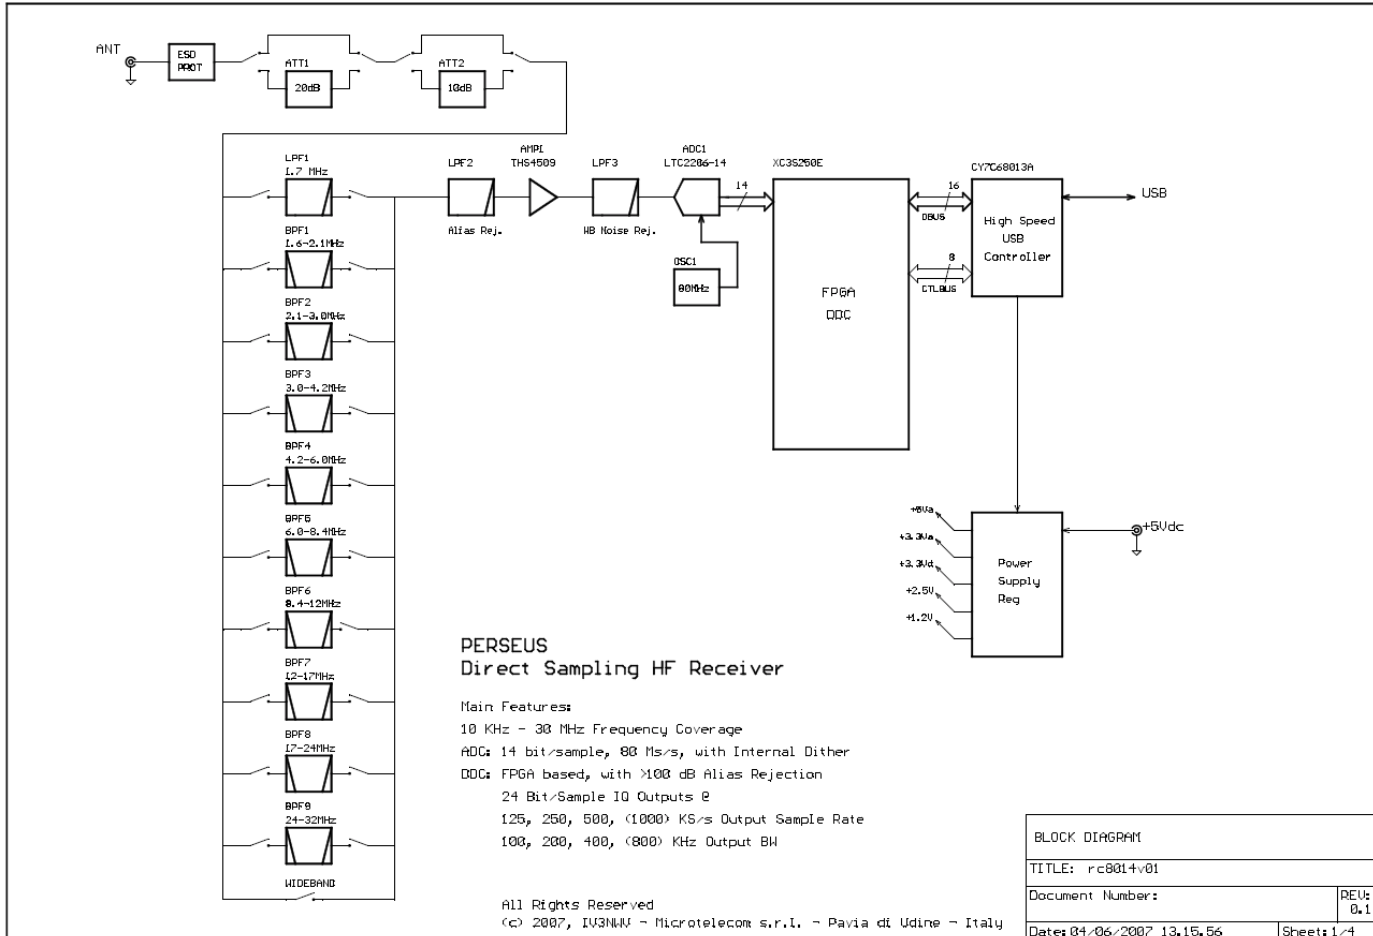 ANT
ESD
PROT
ATT1
20dB
ATT2
10dB
LPF1
1.7 MHz
BPF1
1.6-2.1MHz
BPF2
2.1-3.0MHz
BPF3
3.0-4.2MHz
BPF4
4.2-6.0MHz
BPF5
6.0-8.4MHz
BPF6
8.4-12MHz
BPF7
12-17MHz
BPF8
17-24MHz
BPF9
24-32MHz
WIDEBAND
LPF2
Alias Rej.
AMP1
THS4509
LPF3
WB Noise Rej.
ADC1
LTC2206-14
14
OSC1
80MHz
XC3S250E
FPGA
DDC
16
DBUS
8
CTLBUS
CY7C68013A
High Speed
USB
Controller
USB
+5Va
+3.3Va
+3.3Vd
+2.5V
+1.2V
Power
Supply
Reg
+5Vdc
PERSEUS
Direct Sampling HF Receiver
Main Features:
10 KHz - 30 MHz Frequency Coverage
ADC: 14 bit/sample, 80 Ms/s, with Internal Dither
DDC: FPGA based, with >100 dB Alias Rejection
24 Bit/Sample IQ Outputs @
125, 250, 500, (1000) KS/s Output Sample Rate
100, 200, 400, (800) KHz Output BW
All Rights Reserved
(c) 2007, IV3NWV - Microtelecom s.r.l. - Pavia di Udine - Italy
BLOCK DIAGRAM
TITLE: rc8014v01
Document Number:
REV:
0.1
Date: 04/06/2007 13.15.56
Sheet: 1/4